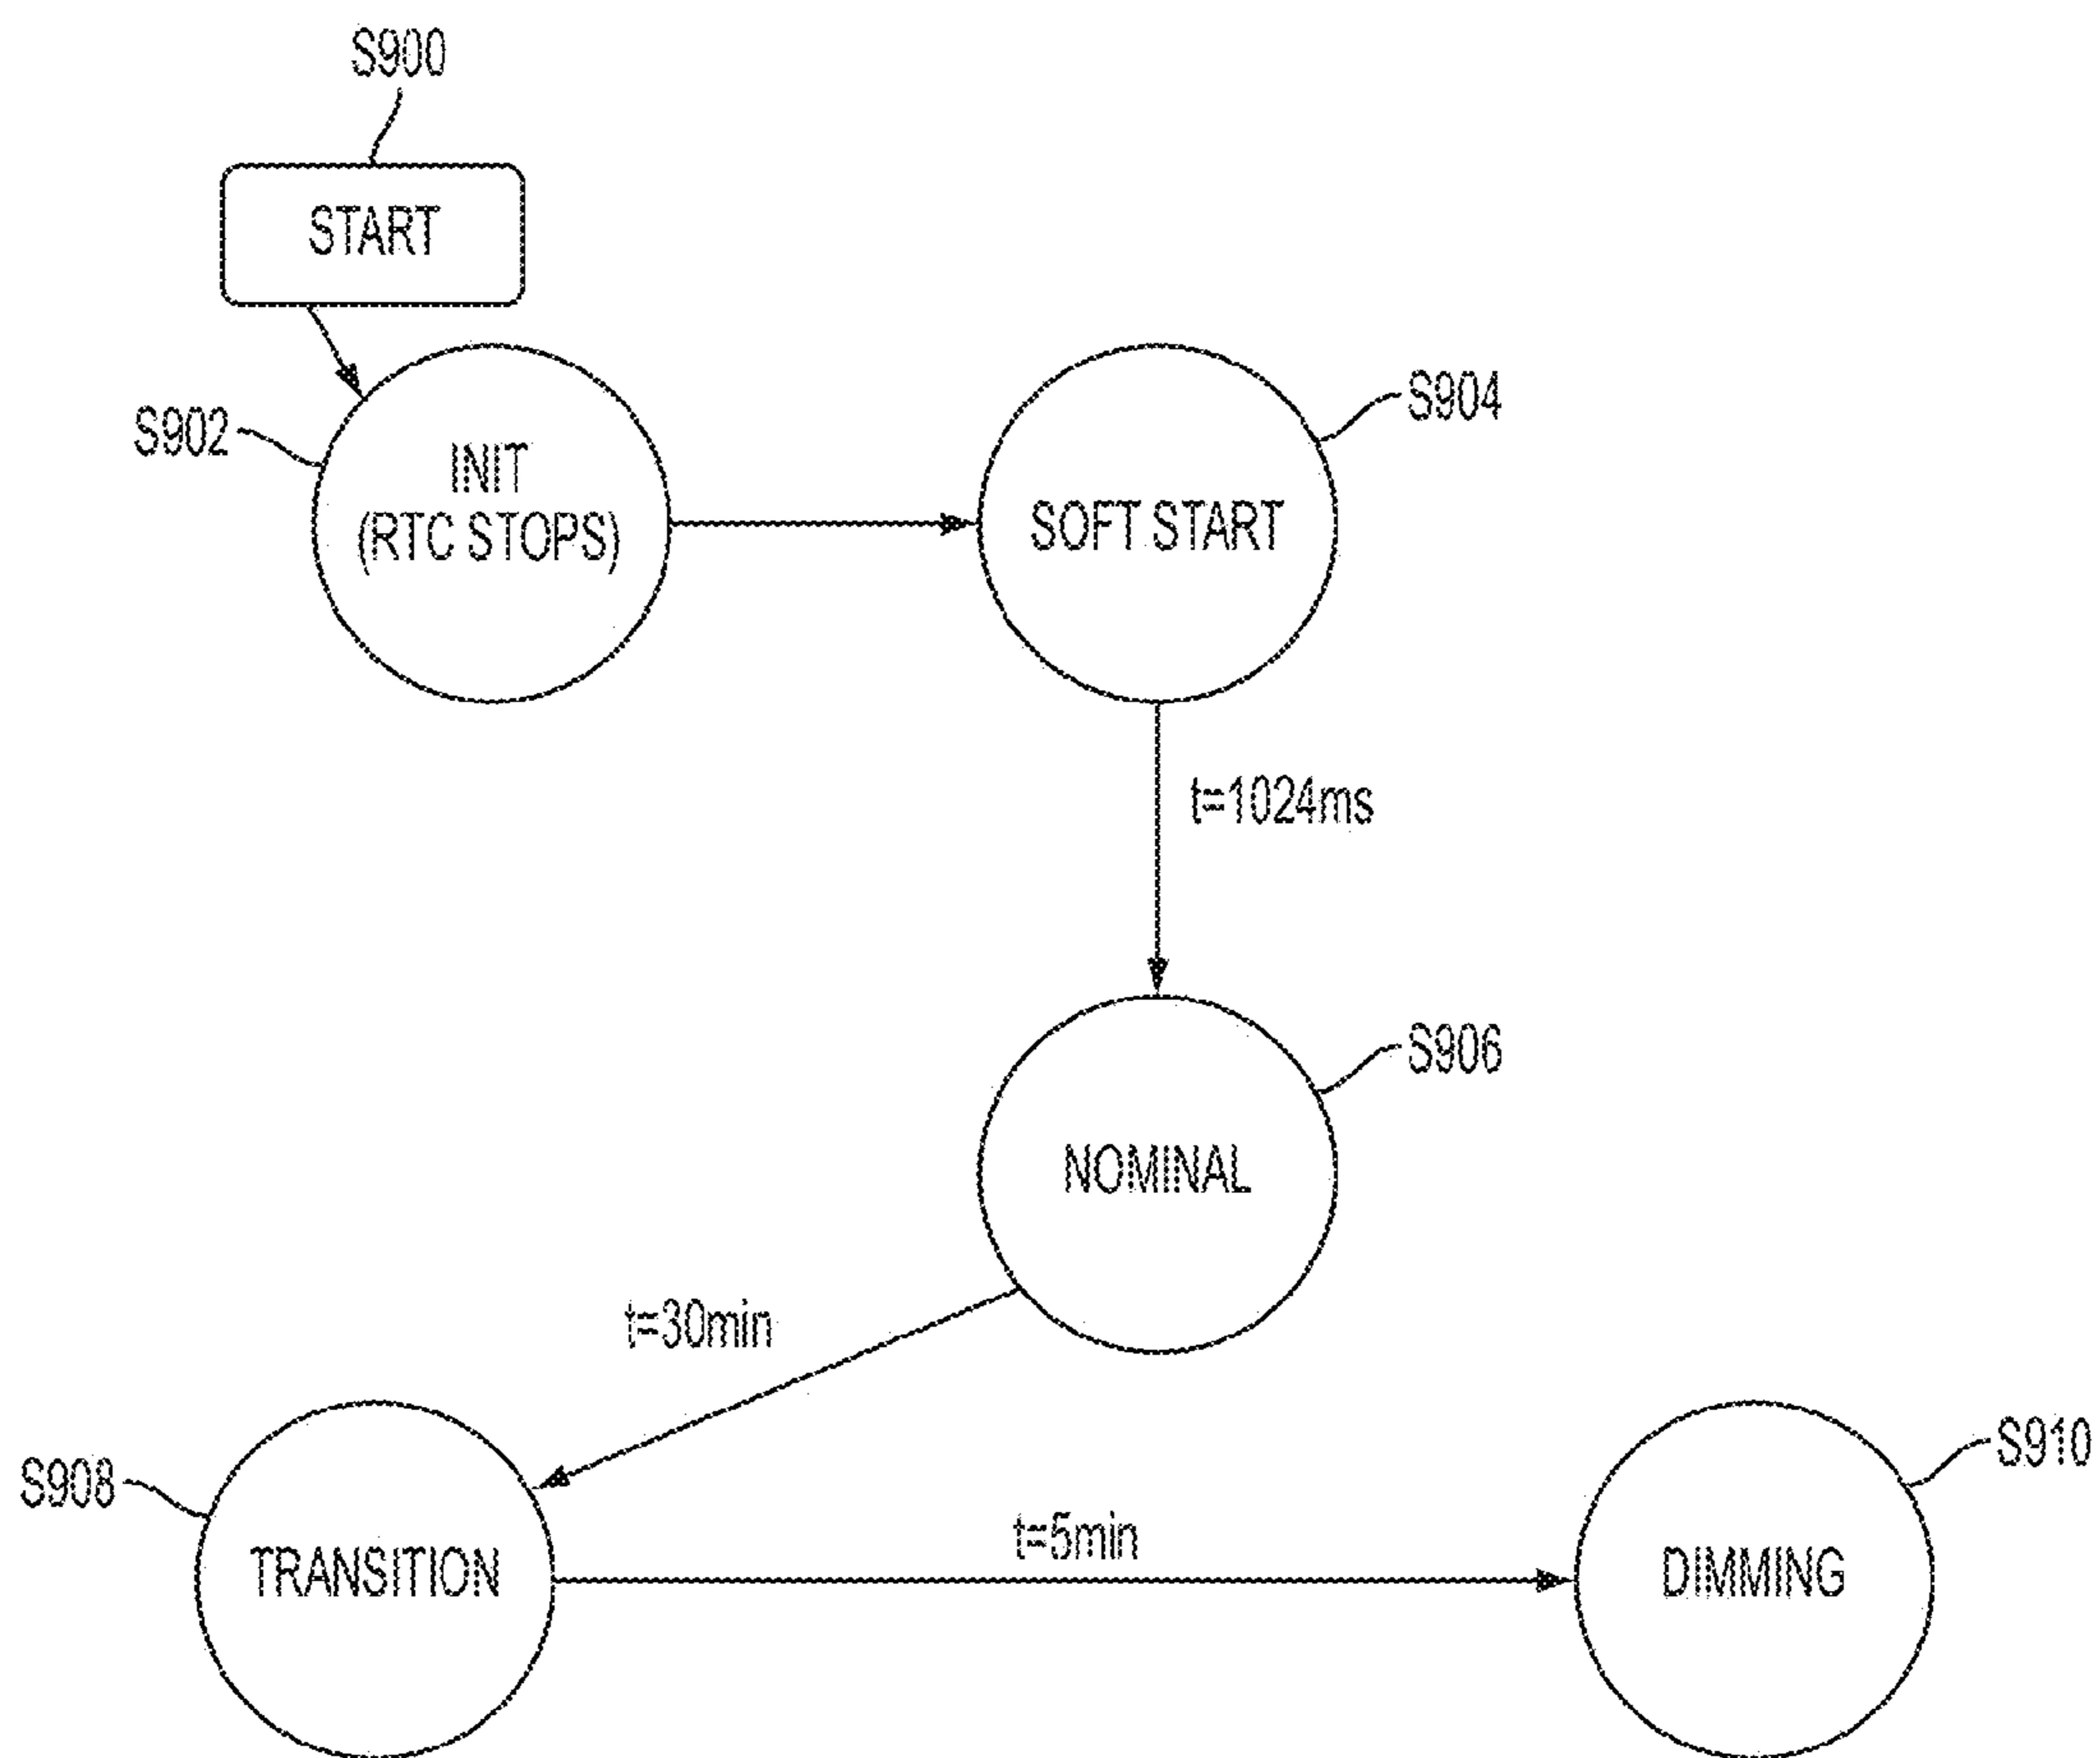 S900
START
S902
INIT
(RTC STOPS)
SOFT START
S904
t=1024ms
S906
NOMINAL
t=30min
S908
TRANSITION
t=5min
S910
DIMMING